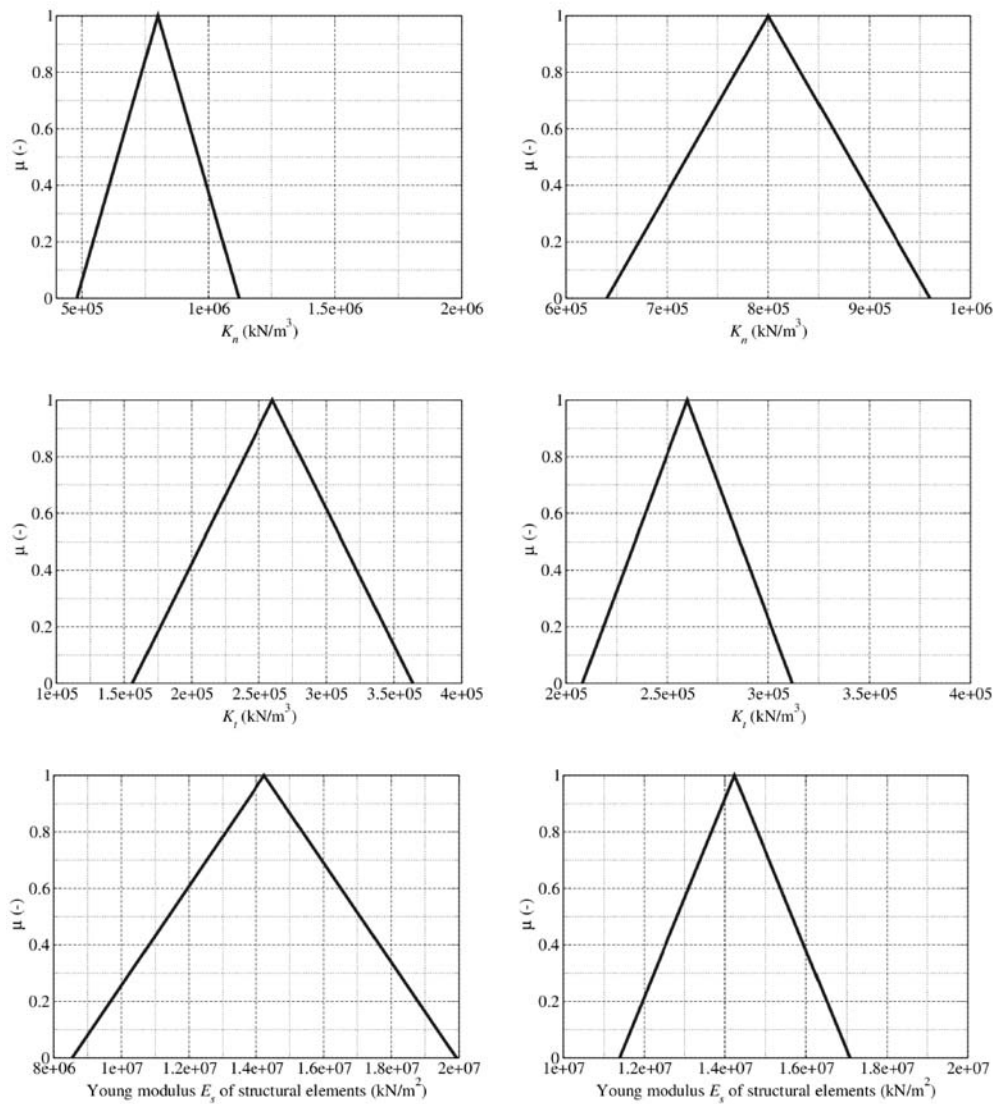 1
0.8
0.6
0.4
0.2
0
μ (-)
5e+05 1e+06 1.5e+06 2e+06
K_n (kN/m³)
1
0.8
0.6
0.4
0.2
0
μ (-)
6e+05 7e+05 8e+05 9e+05 1e+06
K_n (kN/m³)
1
0.8
0.6
0.4
0.2
0
μ (-)
1e+05 1.5e+05 2e+05 2.5e+05 3e+05 3.5e+05 4e+05
K_t (kN/m³)
1
0.8
0.6
0.4
0.2
0
μ (-)
2e+05 2.5e+05 3e+05 3.5e+05 4e+05
K_t (kN/m³)
1
0.8
0.6
0.4
0.2
0
μ (-)
8e+06 1e+07 1.2e+07 1.4e+07 1.6e+07 1.8e+07 2e+07
Young modulus E_s of structural elements (kN/m²)
1
0.8
0.6
0.4
0.2
0
μ (-)
1e+07 1.2e+07 1.4e+07 1.6e+07 1.8e+07 2e+07
Young modulus E_s of structural elements (kN/m²)